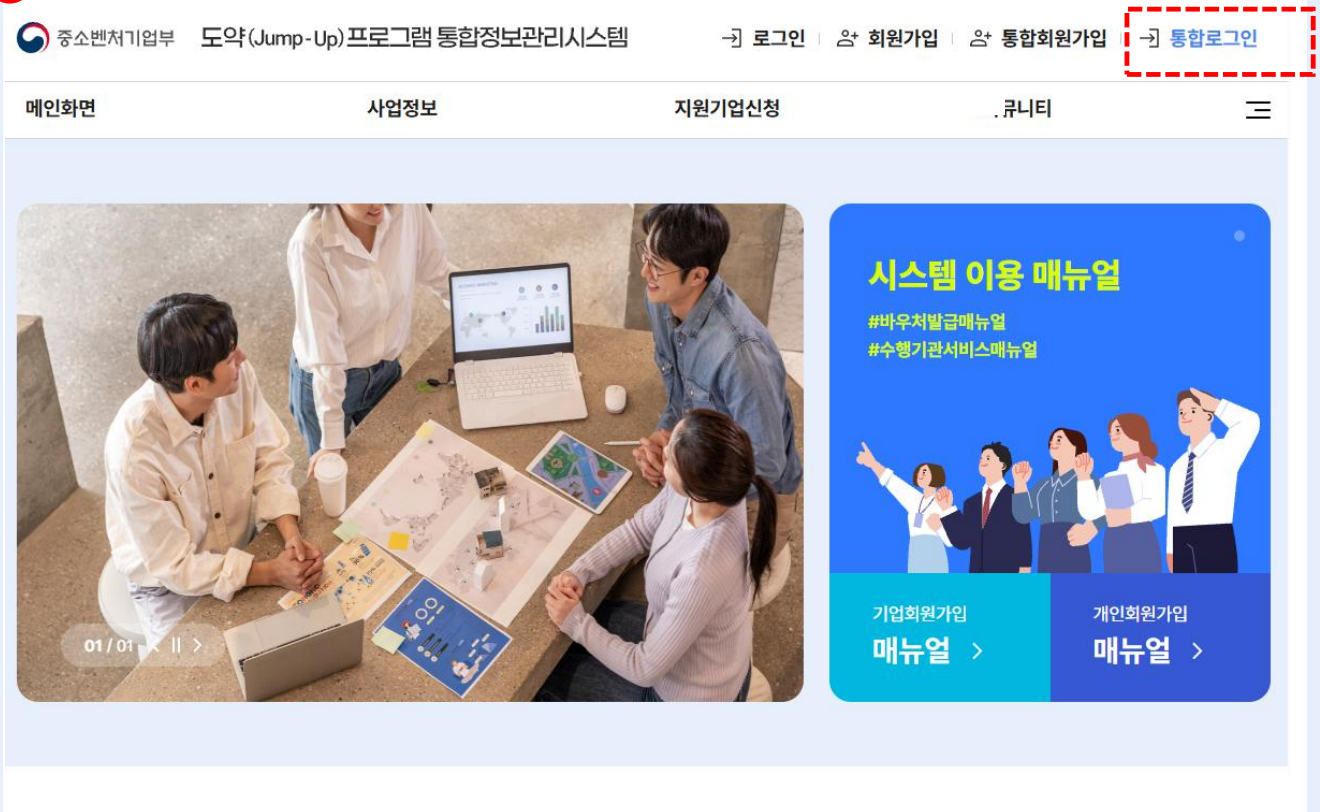 중소벤처기업부 도약(Jump-Up)프로그램 통합정보관리시스템 로그인 회원가입 통합회원가입 통합로그인
메인화면 사업정보 지원기업신청 뮤니티
시스템 이용 매뉴얼
#바우처발급매뉴얼
#수행기관서비스매뉴얼
기업회원가입 개인회원가입
매뉴얼 매뉴얼
01 / 01